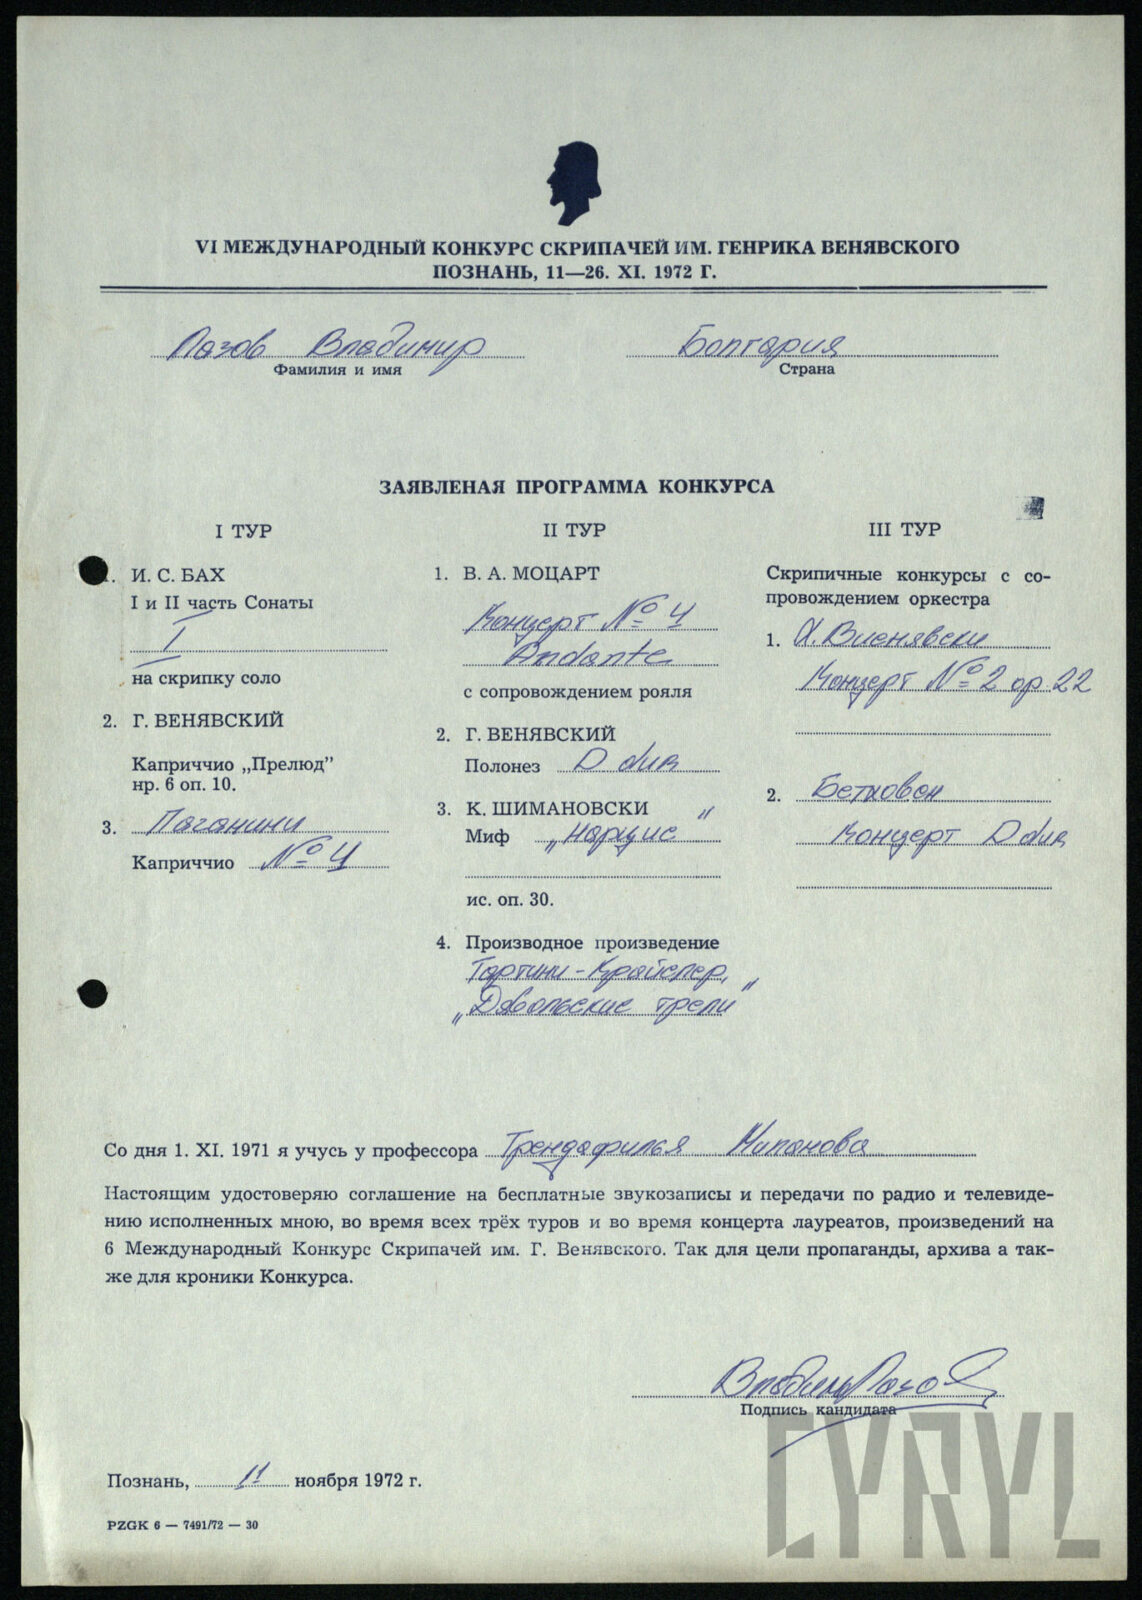 VI МЕЖДУНАРОДНЫЙ КОНКУРС СКРИПАЧЕЙ ИМ. ГЕНРИКА ВЕНЯВСКОГО
ПОЗНАНЬ, 11—26. XI. 1972 Г.
Лазов Владимир
Фамилия и имя
Болгария
Страна
ЗАЯВЛЕНАЯ ПРОГРАММА КОНКУРСА
I ТУР
1. И. С. БАХ
I и II часть Сонаты
I
на скрипку соло
2. Г. ВЕНЯВСКИЙ
Каприччио „Прелюд”
нр. 6 оп. 10.
3. Паганини
Каприччио № 4
II ТУР
1. В. А. МОЦАРТ
Концерт № 4
Andante
с сопровождением рояля
2. Г. ВЕНЯВСКИЙ
Полонез D dur
3. К. ШИМАНОВСКИ
Миф „Нарцис”
ис. оп. 30.
4. Производное произведение
Тартини - Крайслер,
„Дяволские трели”
III ТУР
Скрипичные конкурсы с со-
провождением оркестра
1. Х. Виенявски
Концерт № 2 ор. 22
2. Бетховен
Концерт D dur
Со дня 1. XI. 1971 я учусь у профессора Трендафилья Миланова
Настоящим удостоверяю соглашение на бесплатные звукозаписы и передачи по радио и телевиде-
нию исполненных мною, во время всех трёх туров и во время концерта лауреатов, произведений на
6 Международный Конкурс Скрипачей им. Г. Венявского. Так для цели пропаганды, архива а так-
же для кроники Конкурса.
Владимир Лазов
Подпись кандидата
Познань, 11 ноября 1972 г.
PZGK 6 — 7491/72 — 30
CYRYL